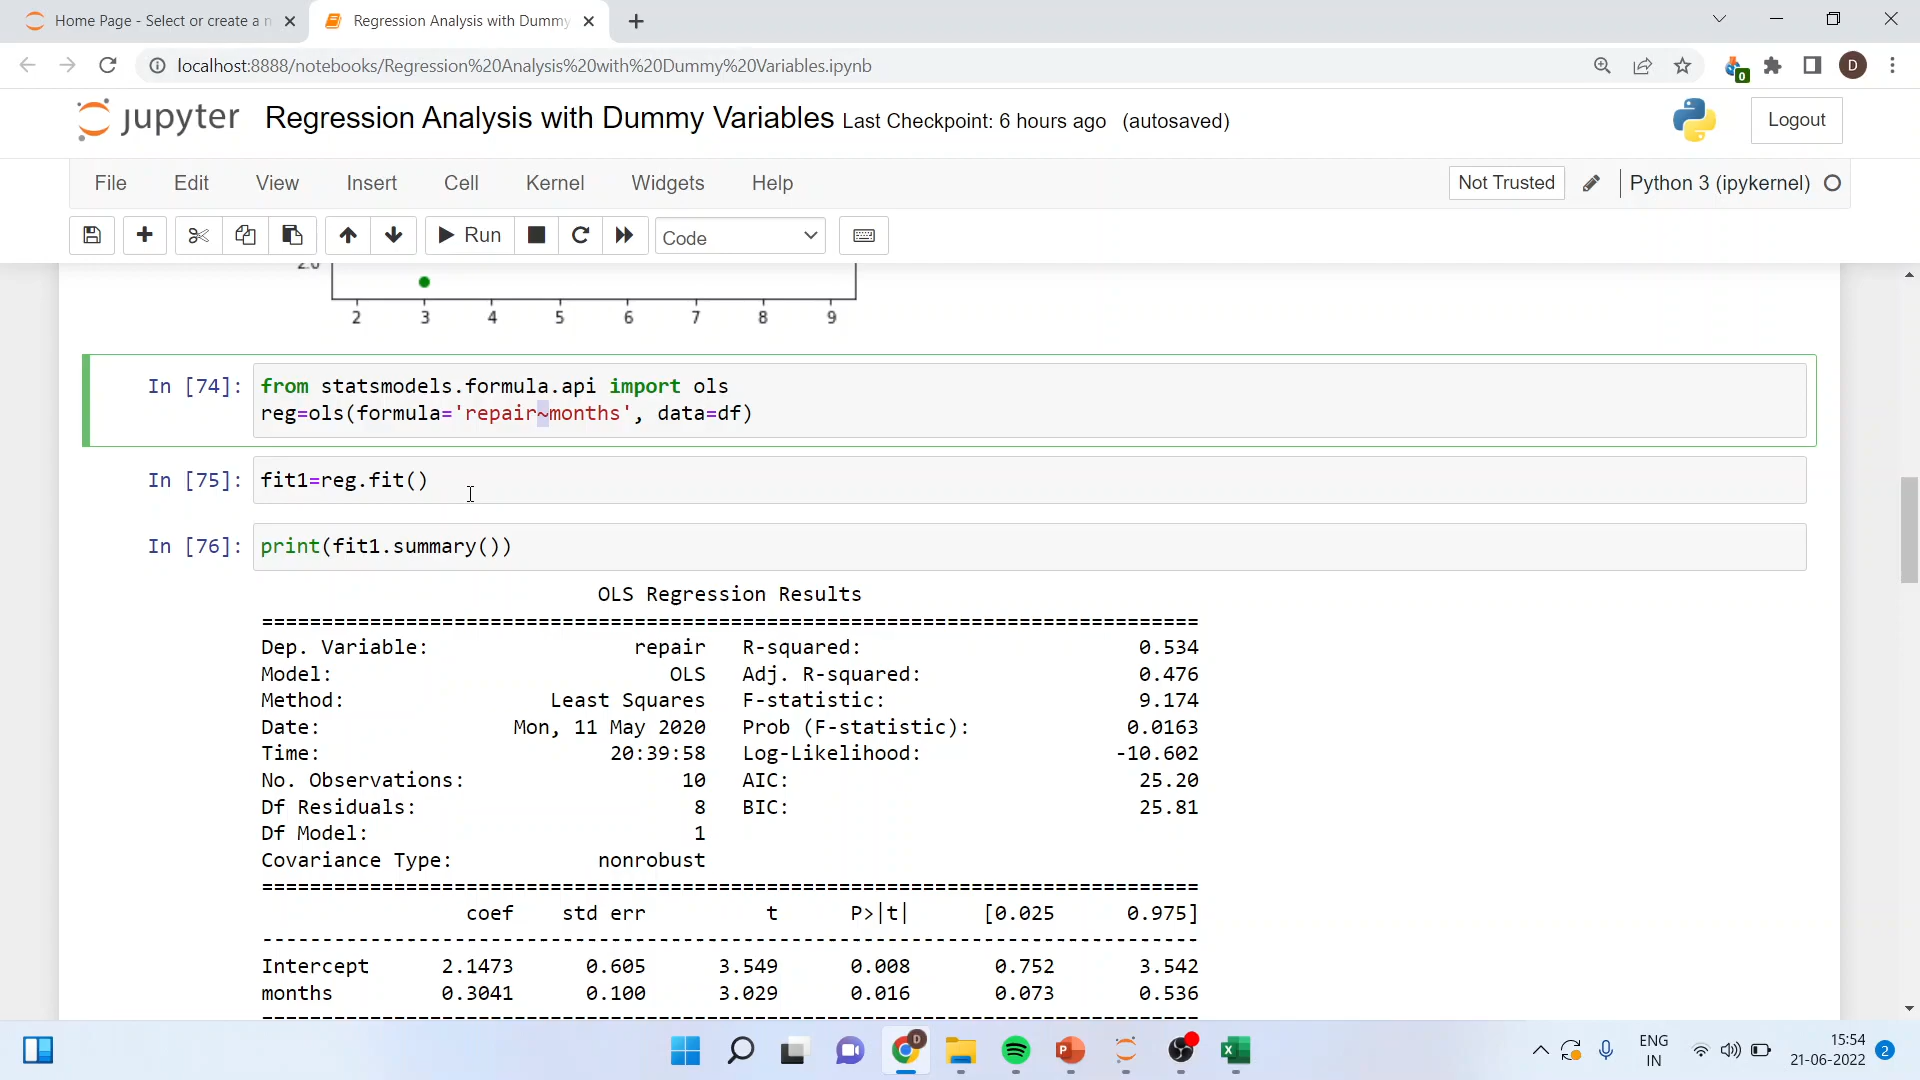 Home Page - Select or create a n
Regression Analysis with Dummy
localhost:8888/notebooks/Regression%20Analysis%20with%20Dummy%20Variables.ipynb
0
D
jupyter Regression Analysis with Dummy Variables Last Checkpoint: 6 hours ago (autosaved)
Logout
File Edit View Insert Cell Kernel Widgets Help
Not Trusted
Python 3 (ipykernel)
Run
Code
2.0
2 3 4 5 6 7 8 9
In [74]: from statsmodels.formula.api import ols
reg=ols(formula='repair~months', data=df)
In [75]: fit1=reg.fit()
In [76]: print(fit1.summary())
OLS Regression Results
==============================================================================
Dep. Variable: repair R-squared: 0.534
Model: OLS Adj. R-squared: 0.476
Method: Least Squares F-statistic: 9.174
Date: Mon, 11 May 2020 Prob (F-statistic): 0.0163
Time: 20:39:58 Log-Likelihood: -10.602
No. Observations: 10 AIC: 25.20
Df Residuals: 8 BIC: 25.81
Df Model: 1
Covariance Type: nonrobust
==============================================================================
coef std err t P>|t| [0.025 0.975]
------------------------------------------------------------------------------
Intercept 2.1473 0.605 3.549 0.008 0.752 3.542
months 0.3041 0.100 3.029 0.016 0.073 0.536
==============================================================================
D
ENG
IN
15:54
21-06-2022
2